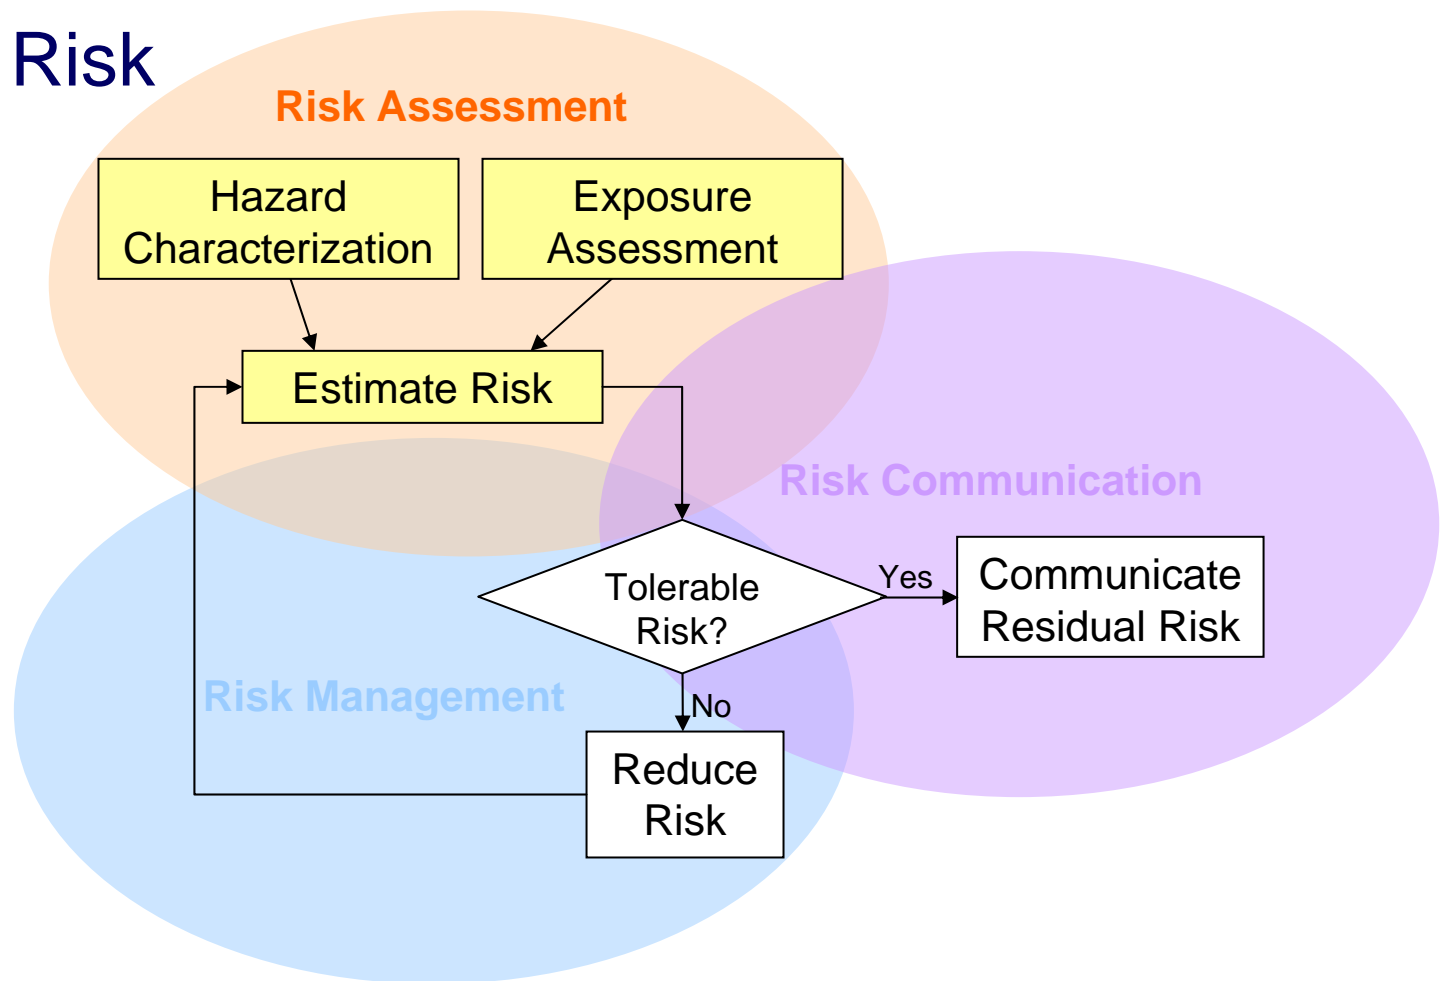 Risk
Risk Assessment
Hazard
Characterization
Exposure
Assessment
Estimate Risk
Risk Communication
Tolerable
Risk?
Yes
Communicate
Residual Risk
Risk Management
No
Reduce
Risk